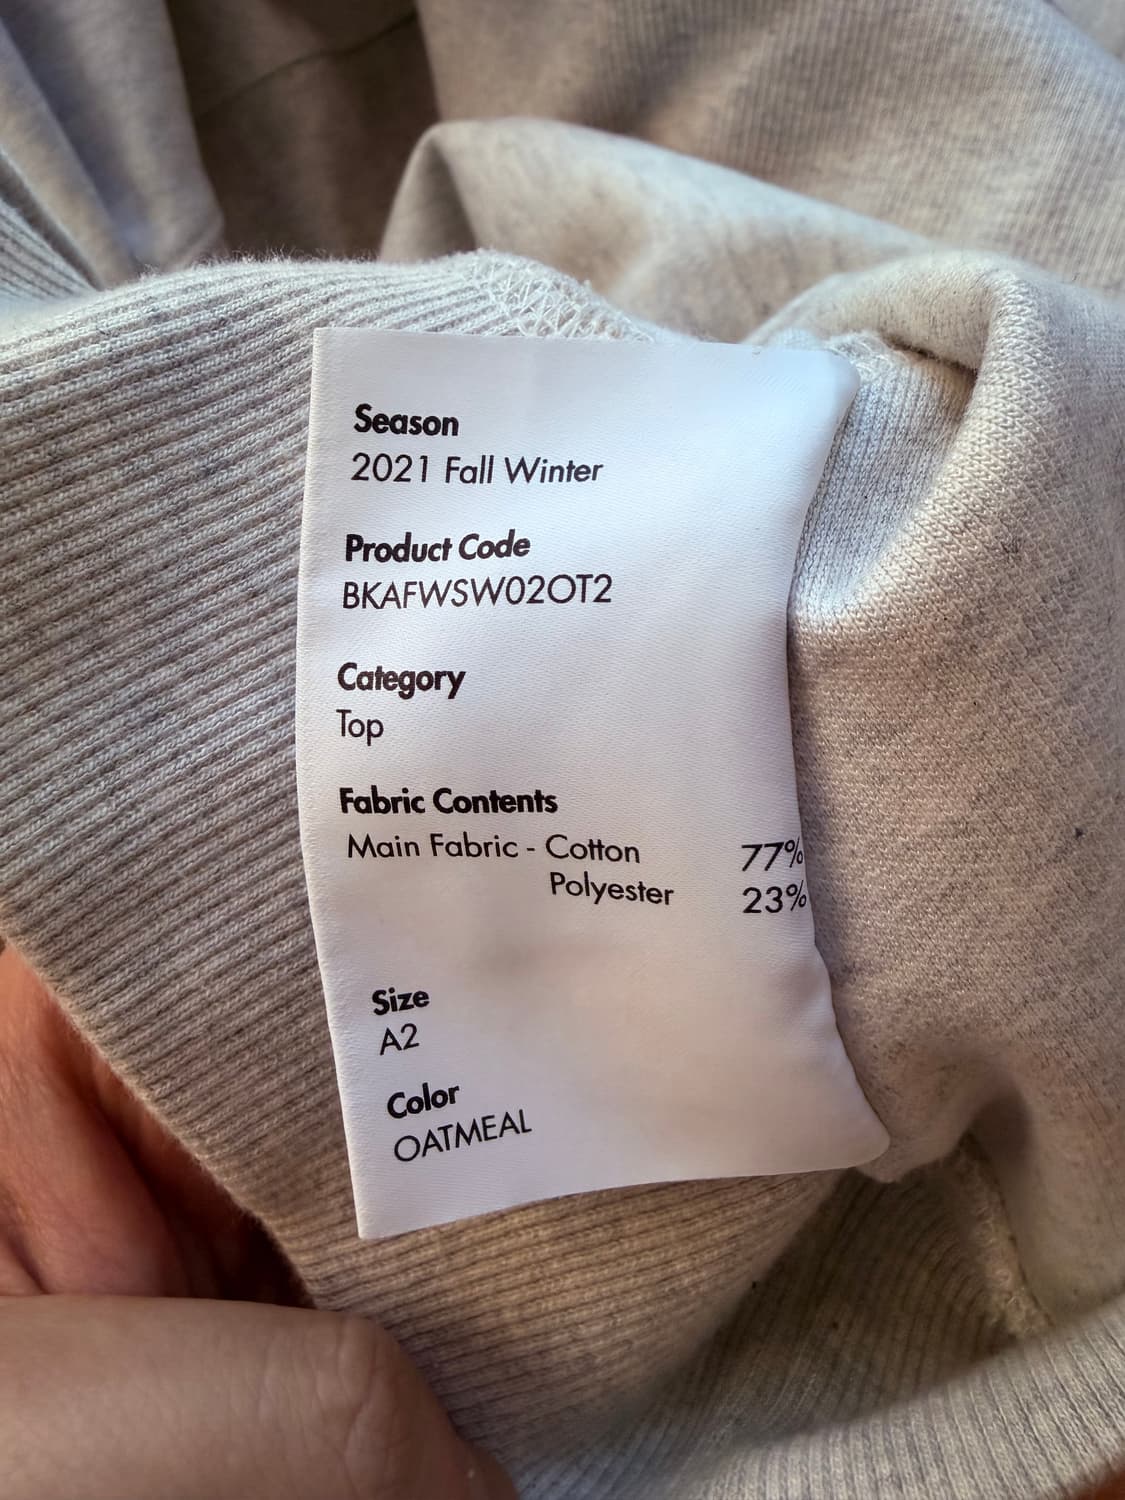 Season
2021 Fall Winter
Product Code
BKAFWSW02OT2
Category
Top
Fabric Contents
Main Fabric - Cotton 77%
Polyester 23%
Size
A2
Color
OATMEAL